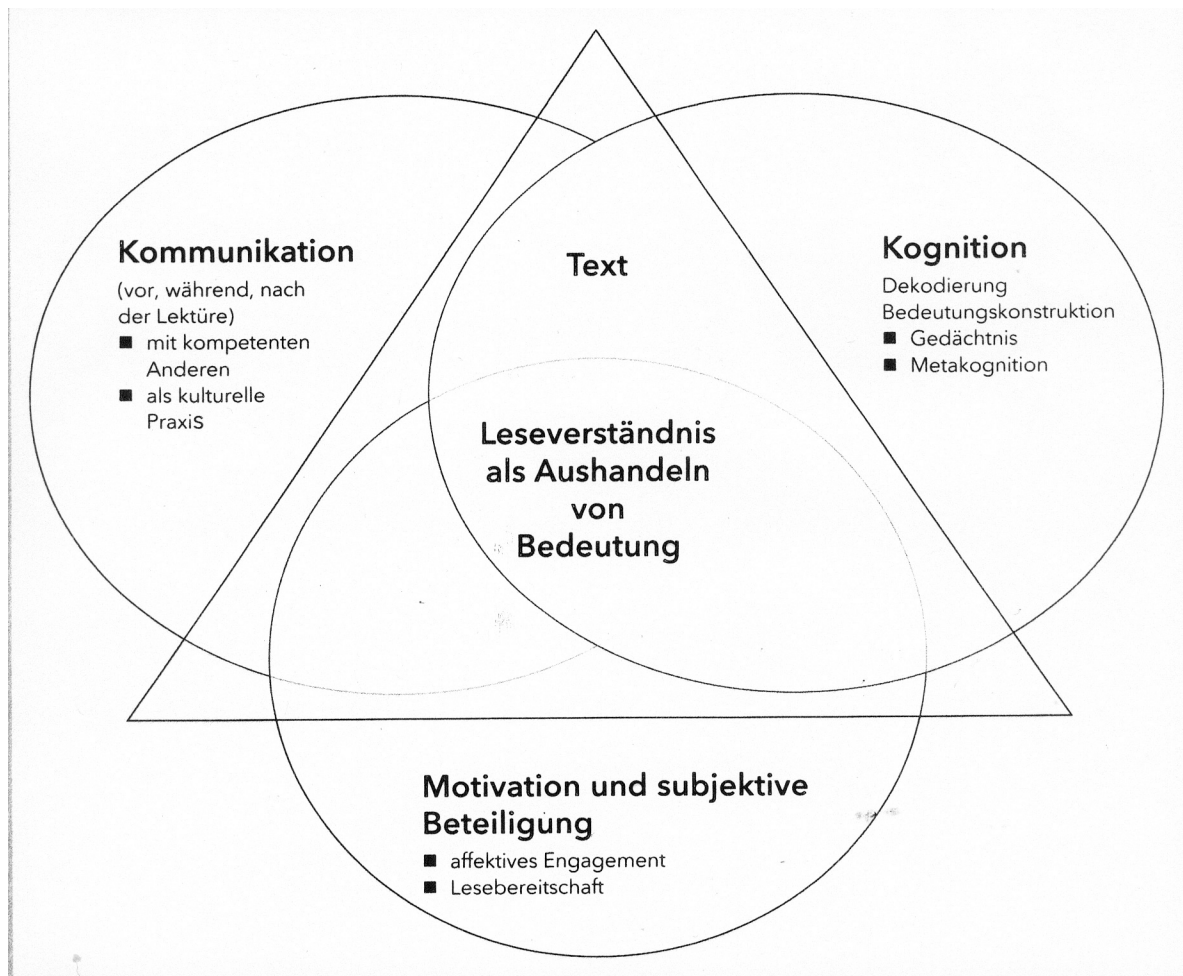 Kommunikation
(vor, während, nach
der Lektüre)
■ mit kompetenten
Anderen
■ als kulturelle
Praxis
Text
Kognition
Dekodierung
Bedeutungskonstruktion
■ Gedächtnis
■ Metakognition
Leseverständnis
als Aushandeln
von
Bedeutung
Motivation und subjektive
Beteiligung
■ affektives Engagement
■ Lesebereitschaft